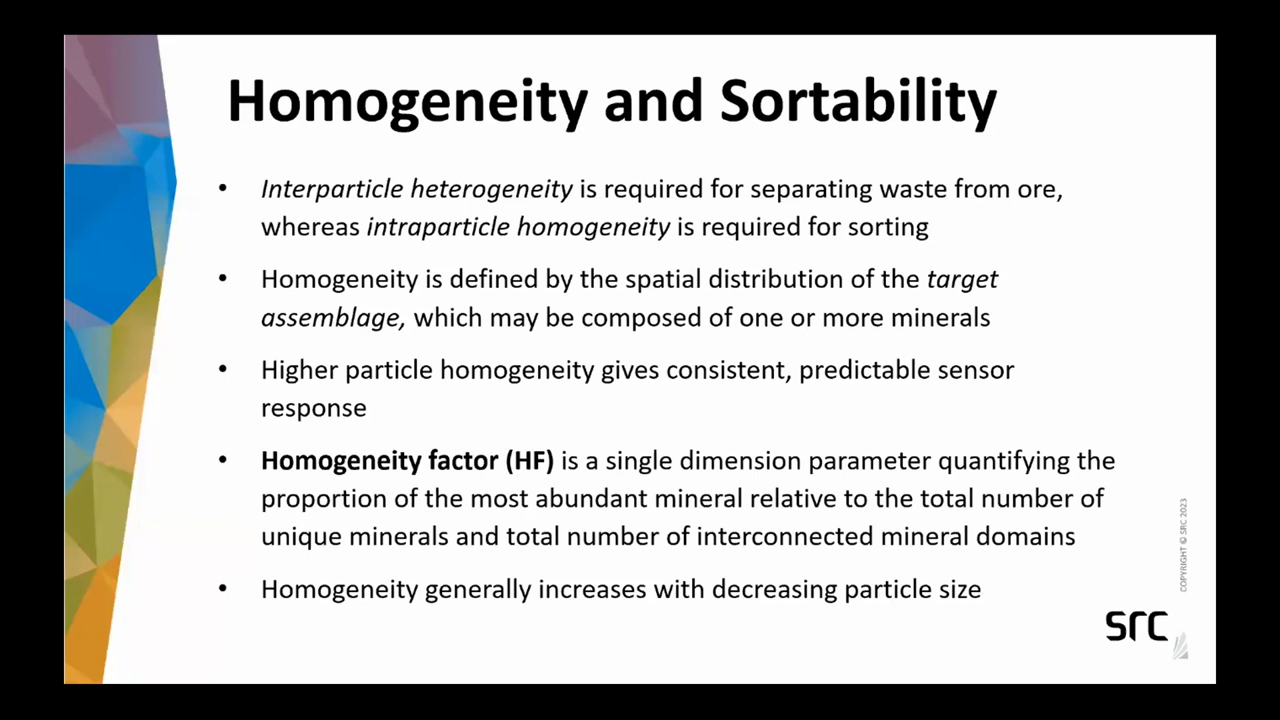 Homogeneity and Sortability
• Interparticle heterogeneity is required for separating waste from ore,
whereas intraparticle homogeneity is required for sorting
• Homogeneity is defined by the spatial distribution of the target
assemblage, which may be composed of one or more minerals
• Higher particle homogeneity gives consistent, predictable sensor
response
• Homogeneity factor (HF) is a single dimension parameter quantifying the
proportion of the most abundant mineral relative to the total number of
unique minerals and total number of interconnected mineral domains
• Homogeneity generally increases with decreasing particle size
COPYRIGHT © SRC 2023
src